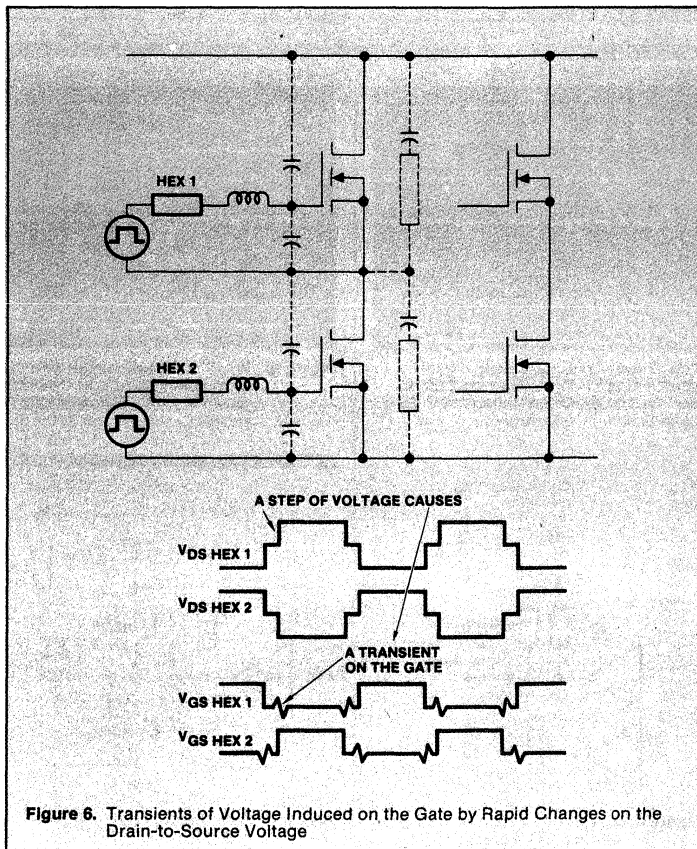 HEX 1
HEX 2
A STEP OF VOLTAGE CAUSES
VDS HEX 1
VDS HEX 2
A TRANSIENT
ON THE GATE
VGS HEX 1
VGS HEX 2
Figure 6. Transients of Voltage Induced on the Gate by Rapid Changes on the
Drain-to-Source Voltage